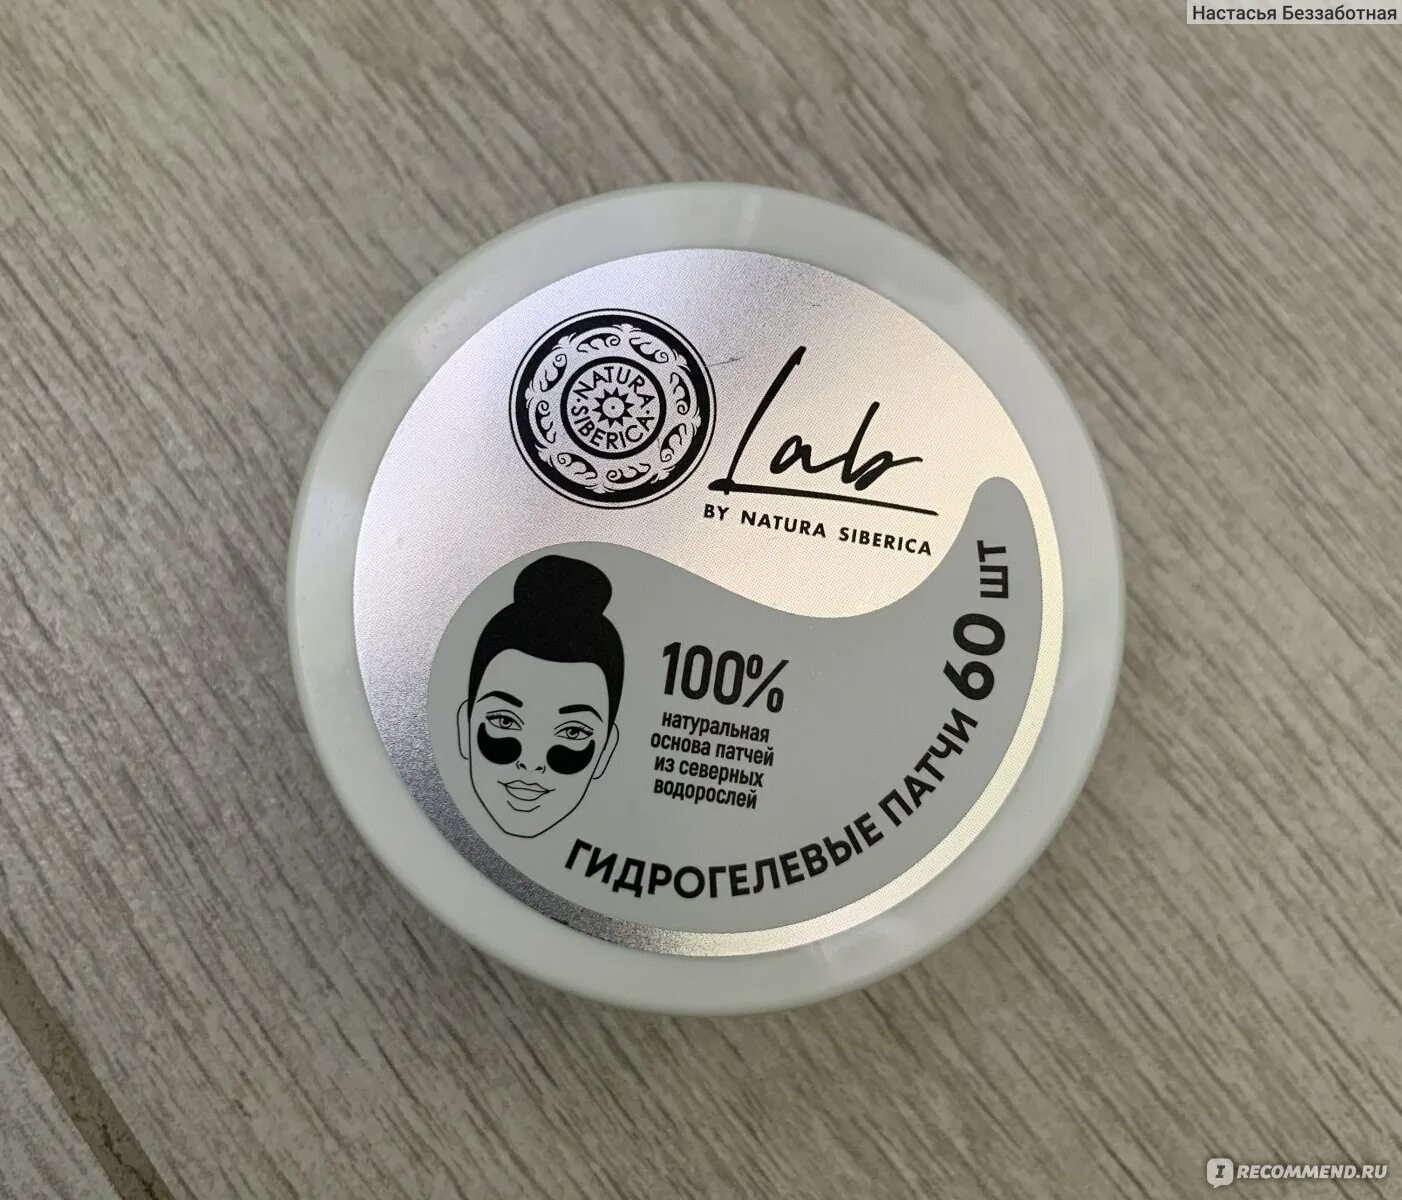 Настасья Беззаботная
NATURA
SIBERICA
Lab
BY NATURA SIBERICA
100%
натуральная
основа патчей
из северных
водорослей
ГИДРОГЕЛЕВЫЕ ПАТЧИ 60 ШТ
IRECOMMEND.RU